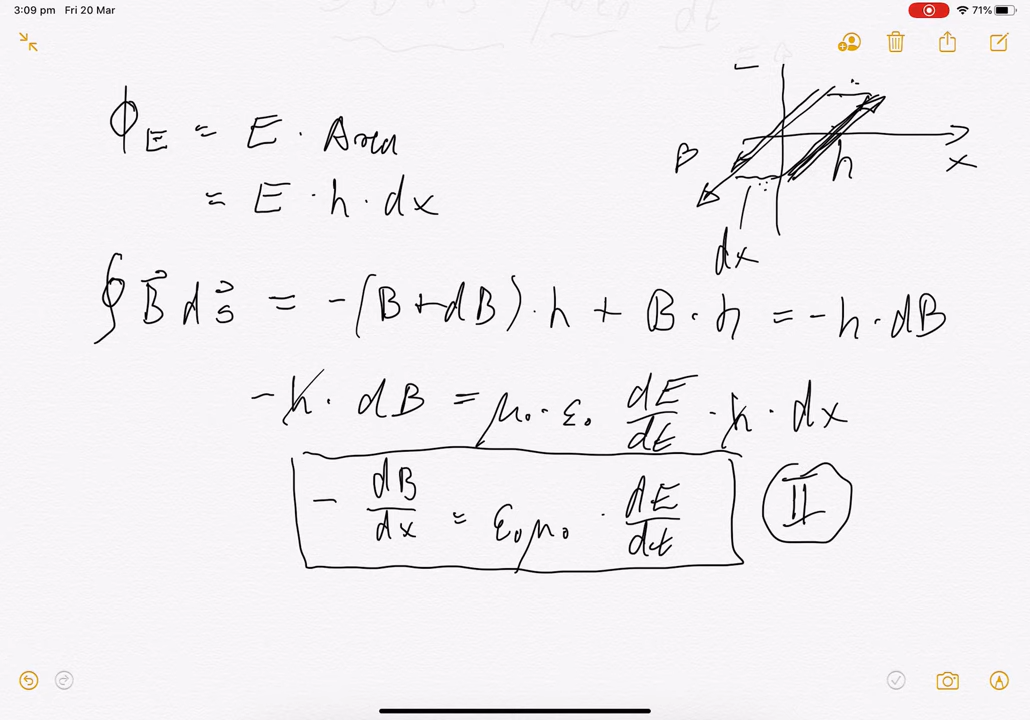 3:09 pm Fri 20 Mar 71%
Φ_E = E · Area
= E · h · dx
B
h
x
dx
∮ B⃗ d s⃗ = -(B+dB) · h + B · h = -h · dB
-h · dB = μ₀ · ε₀ dE/dt · h · dx
- dB/dx = ε₀ μ₀ · dE/dt
II